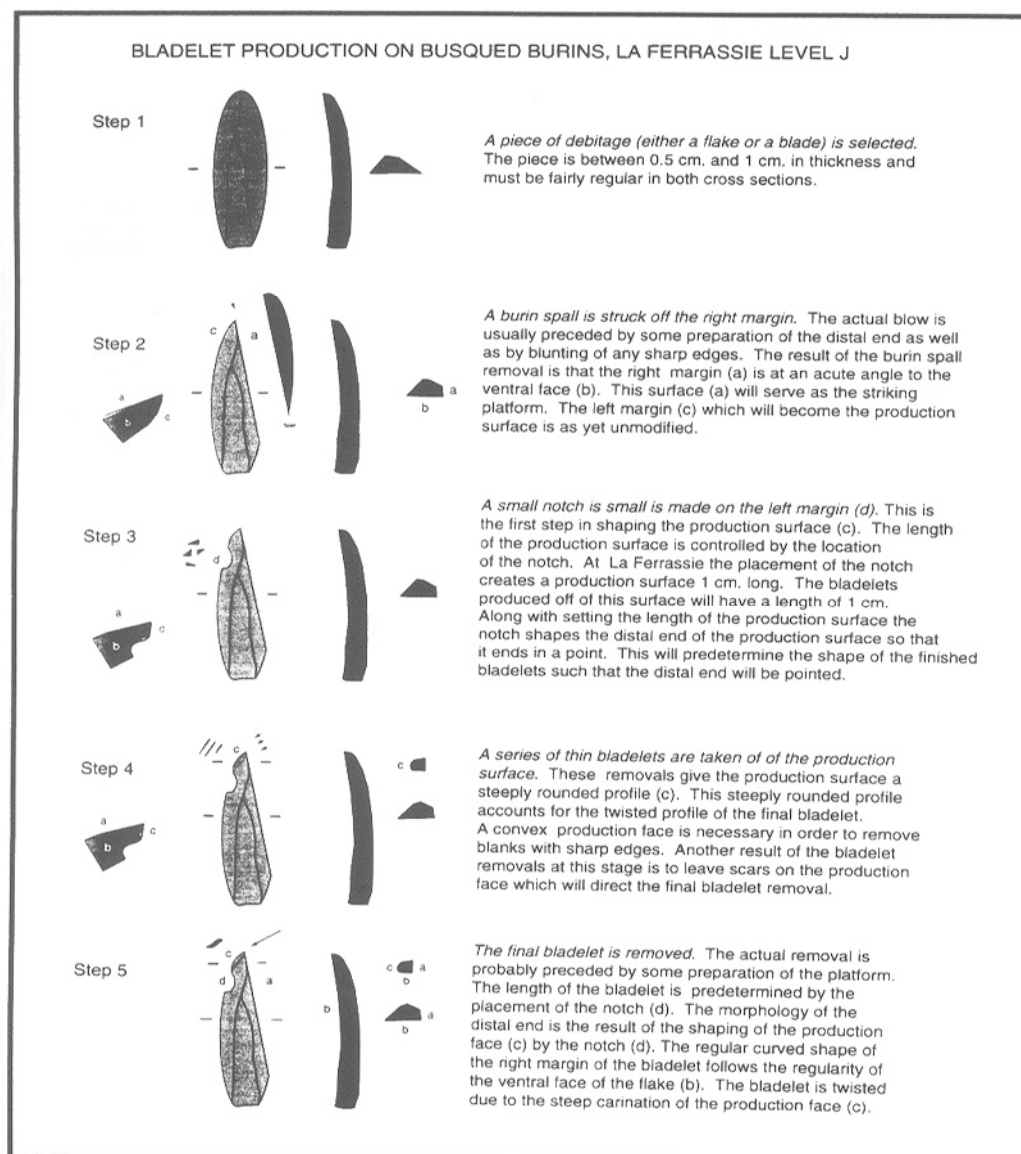 BLADELET PRODUCTION ON BUSQUED BURINS, LA FERRASSIE LEVEL J
Step 1
A piece of debitage (either a flake or a blade) is selected.
The piece is between 0.5 cm. and 1 cm. in thickness and
must be fairly regular in both cross sections.
Step 2
c
a
a
b
c
a
b
A burin spall is struck off the right margin. The actual blow is
usually preceded by some preparation of the distal end as well
as by blunting of any sharp edges. The result of the burin spall
removal is that the right margin (a) is at an acute angle to the
ventral face (b). This surface (a) will serve as the striking
platform. The left margin (c) which will become the production
surface is as yet unmodified.
Step 3
d
a
b
c
A small notch is small is made on the left margin (d). This is
the first step in shaping the production surface (c). The length
of the production surface is controlled by the location
of the notch. At La Ferrassie the placement of the notch
creates a production surface 1 cm. long. The bladelets
produced off of this surface will have a length of 1 cm.
Along with setting the length of the production surface the
notch shapes the distal end of the production surface so that
it ends in a point. This will predetermine the shape of the finished
bladelets such that the distal end will be pointed.
Step 4
c
a
b
c
c
A series of thin bladelets are taken of of the production
surface. These removals give the production surface a
steeply rounded profile (c). This steeply rounded profile
accounts for the twisted profile of the final bladelet.
A convex production face is necessary in order to remove
blanks with sharp edges. Another result of the bladelet
removals at this stage is to leave scars on the production
face which will direct the final bladelet removal.
Step 5
c
d
a
b
c
a
b
a
b
The final bladelet is removed. The actual removal is
probably preceded by some preparation of the platform.
The length of the bladelet is predetermined by the
placement of the notch (d). The morphology of the
distal end is the result of the shaping of the production
face (c) by the notch (d). The regular curved shape of
the right margin of the bladelet follows the regularity of
the ventral face of the flake (b). The bladelet is twisted
due to the steep carination of the production face (c).